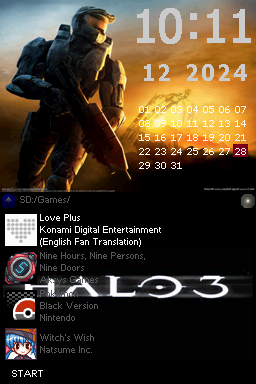 10:11
12 2024
01 02 03 04 05 06 07
08 09 10 11 12 13 14
15 16 17 18 19 20 21
22 23 24 25 26 27 28
29 30 31
SD:/Games/
Love Plus
Konami Digital Entertainment
(English Fan Translation)
Nine Hours, Nine Persons,
Nine Doors
Aksys Games
HALO 3
Pokémon
Black Version
Nintendo
Witch's Wish
Natsume Inc.
START